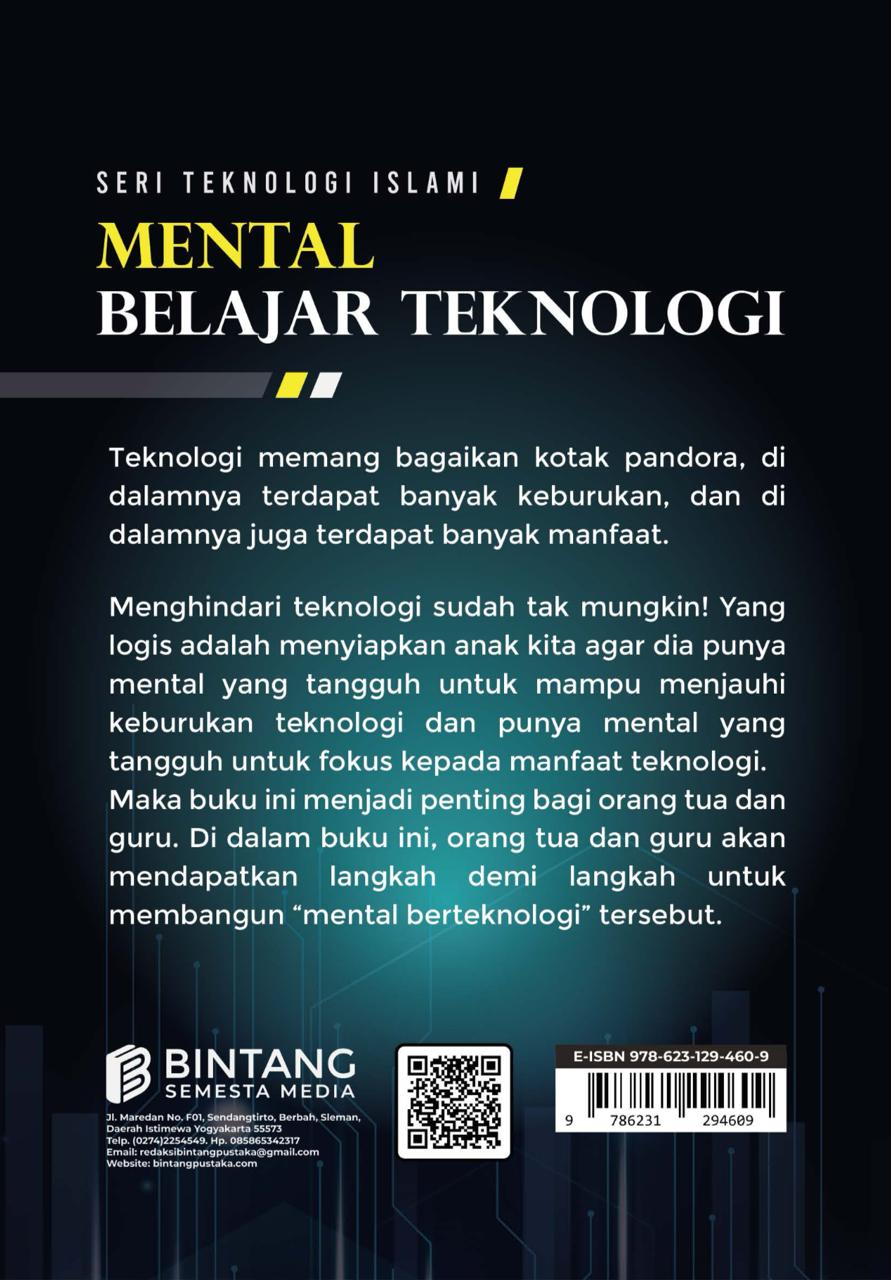 SERI TEKNOLOGI ISLAMI
MENTAL
BELAJAR TEKNOLOGI
Teknologi memang bagaikan kotak pandora, di
dalamnya terdapat banyak keburukan, dan di
dalamnya juga terdapat banyak manfaat.
Menghindari teknologi sudah tak mungkin! Yang
logis adalah menyiapkan anak kita agar dia punya
mental yang tangguh untuk mampu menjauhi
keburukan teknologi dan punya mental yang
tangguh untuk fokus kepada manfaat teknologi.
Maka buku ini menjadi penting bagi orang tua dan
guru. Di dalam buku ini, orang tua dan guru akan
mendapatkan langkah demi langkah untuk
membangun “mental berteknologi” tersebut.
BINTANG
SEMESTA MEDIA
Jl. Maredan No. F01, Sendangtirto, Berbah, Sleman,
Daerah Istimewa Yogyakarta 55573
Telp. (0274)2254549. Hp. 085865342317
Email: redaksibintangpustaka@gmail.com
Website: bintangpustaka.com
E-ISBN 978-623-129-460-9
9 786231 294609